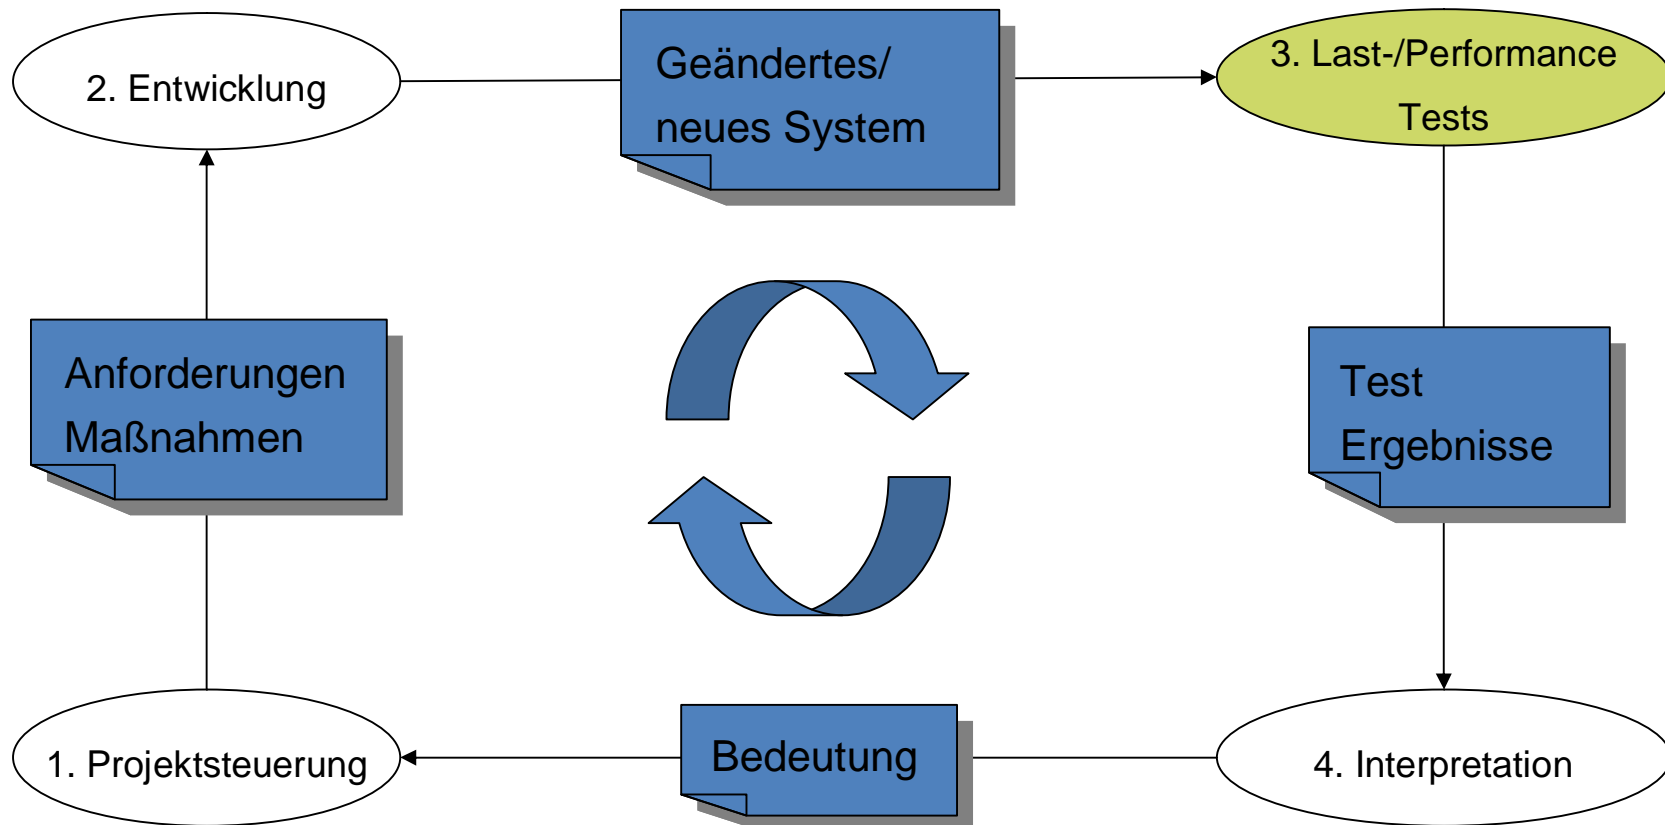 2. Entwicklung
Geändertes/
neues System
3. Last-/Performance
Tests
Anforderungen
Maßnahmen
Test
Ergebnisse
1. Projektsteuerung
Bedeutung
4. Interpretation